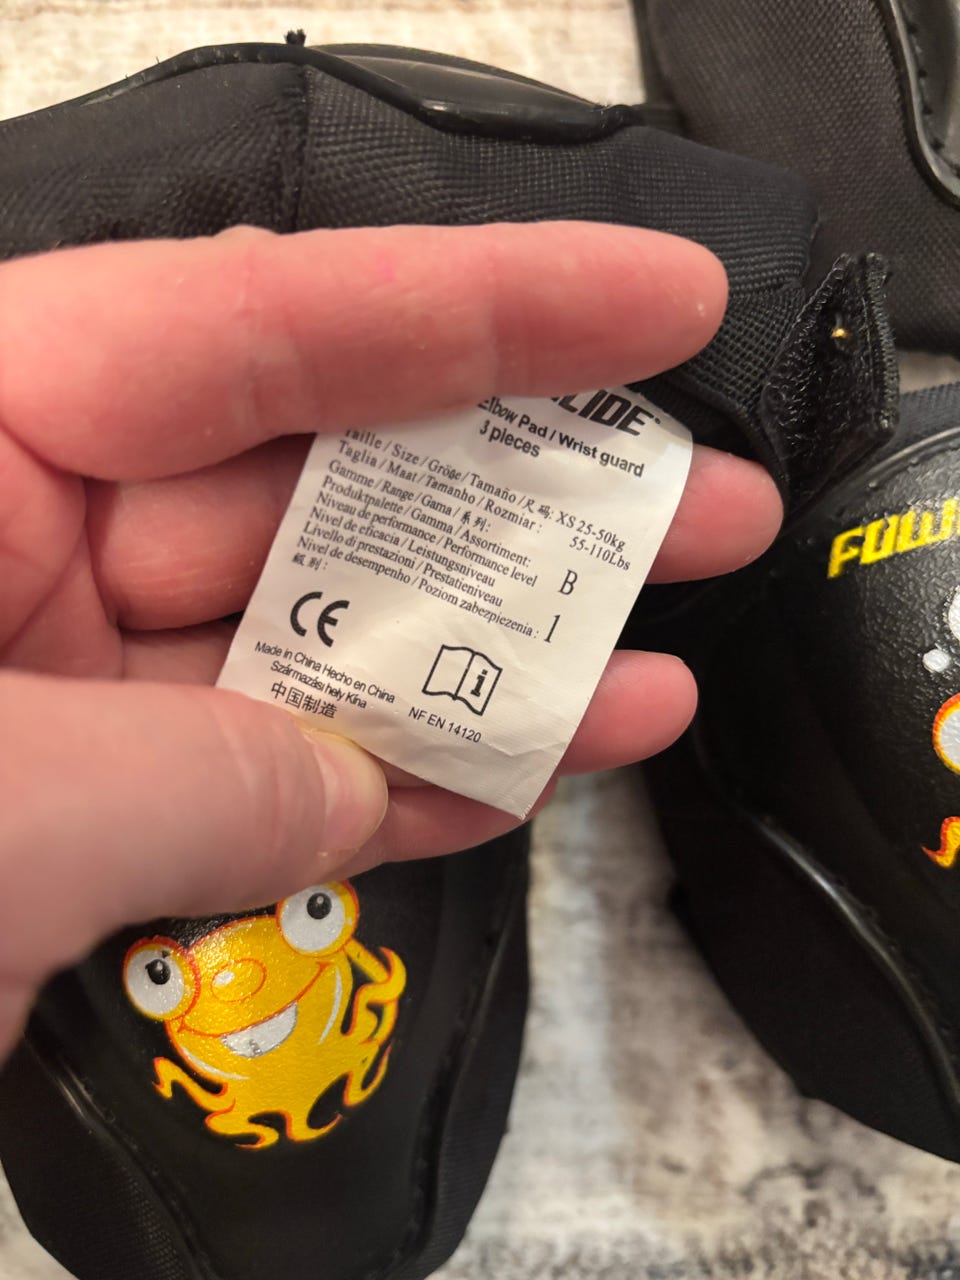 Elbow Pad / Wrist guard
3 pieces
Taille / Size / Größe / Tamaño / 尺 码: XS 25-50kg
Taglia / Maat / Tamanho / Rozmiar : 55-110Lbs
Gamme / Range / Gama / 系 列:
Produktpalette / Gamma / Assortiment: B
Niveau de performance / Performance level
Nivel de eficacia / Leistungsniveau
Livello di prestazioni / Prestatieniveau
Nivel de desempenho / Poziom zabezpieczenia : 1
级 别 :
CE
Made in China Hecho en China
Származási hely Kína
中国制造
i
NF EN 14120